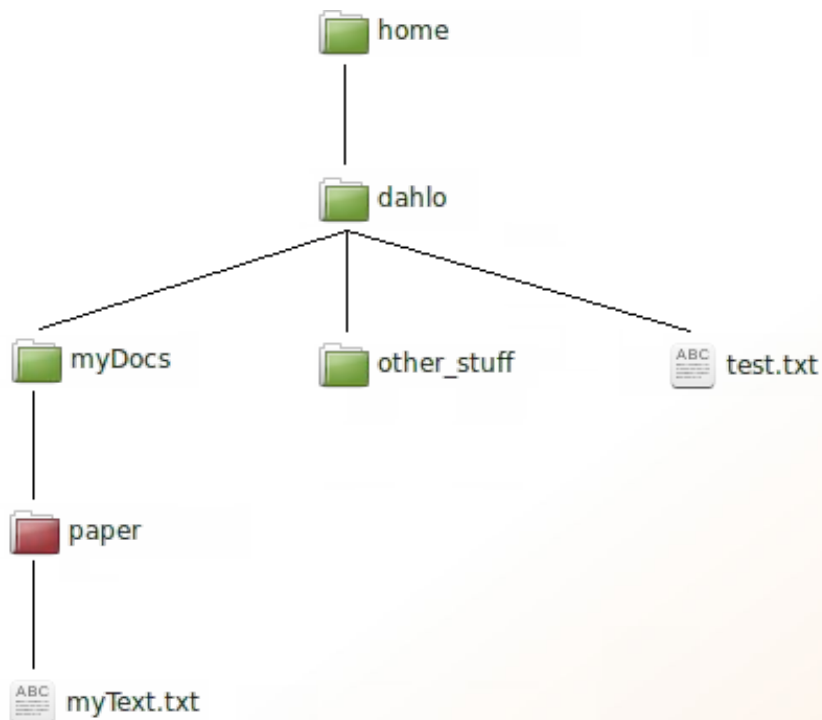 home
dahlo
myDocs
other_stuff
ABC
test.txt
paper
ABC
myText.txt